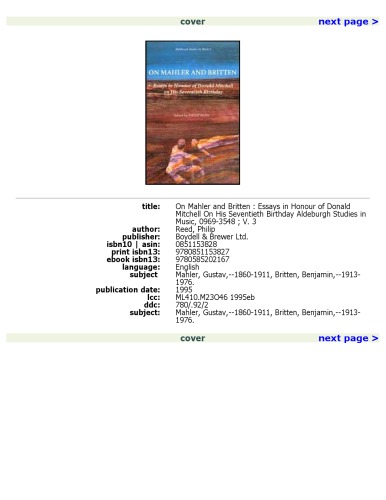 cover next page >
Aldeburgh Studies in Music 3
ON MAHLER AND BRITTEN
Essays in Honour of Donald Mitchell
on His Seventieth Birthday
Edited by Philip Reed
title: On Mahler and Britten : Essays in Honour of Donald
Mitchell On His Seventieth Birthday Aldeburgh Studies in
Music, 0969-3548 ; V. 3
author: Reed, Philip
publisher: Boydell & Brewer Ltd.
isbn10 | asin: 0851153828
print isbn13: 9780851153827
ebook isbn13: 9780585202167
language: English
subject Mahler, Gustav,--1860-1911, Britten, Benjamin,--1913-
1976.
publication date: 1995
lcc: ML410.M23O46 1995eb
ddc: 780/.92/2
subject: Mahler, Gustav,--1860-1911, Britten, Benjamin,--1913-
1976.
cover next page >